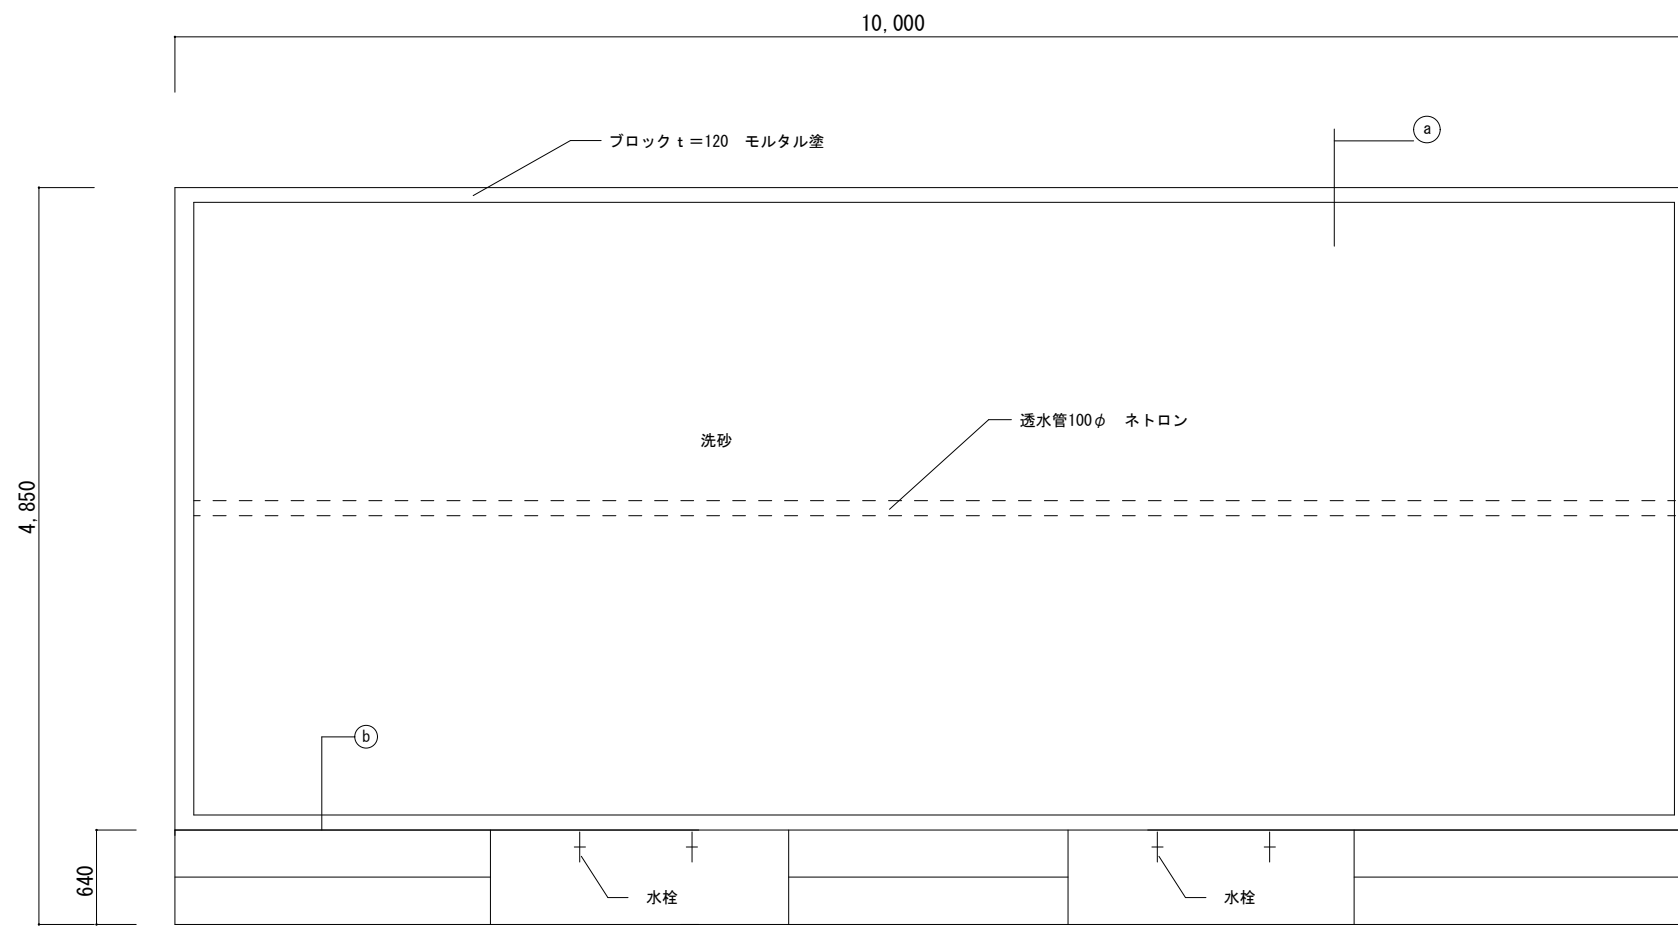 10,000
ⓐ
ブロックｔ＝120　モルタル塗
透水管100φ　ネトロン
洗砂
4,850
ⓑ
640
水栓
水栓